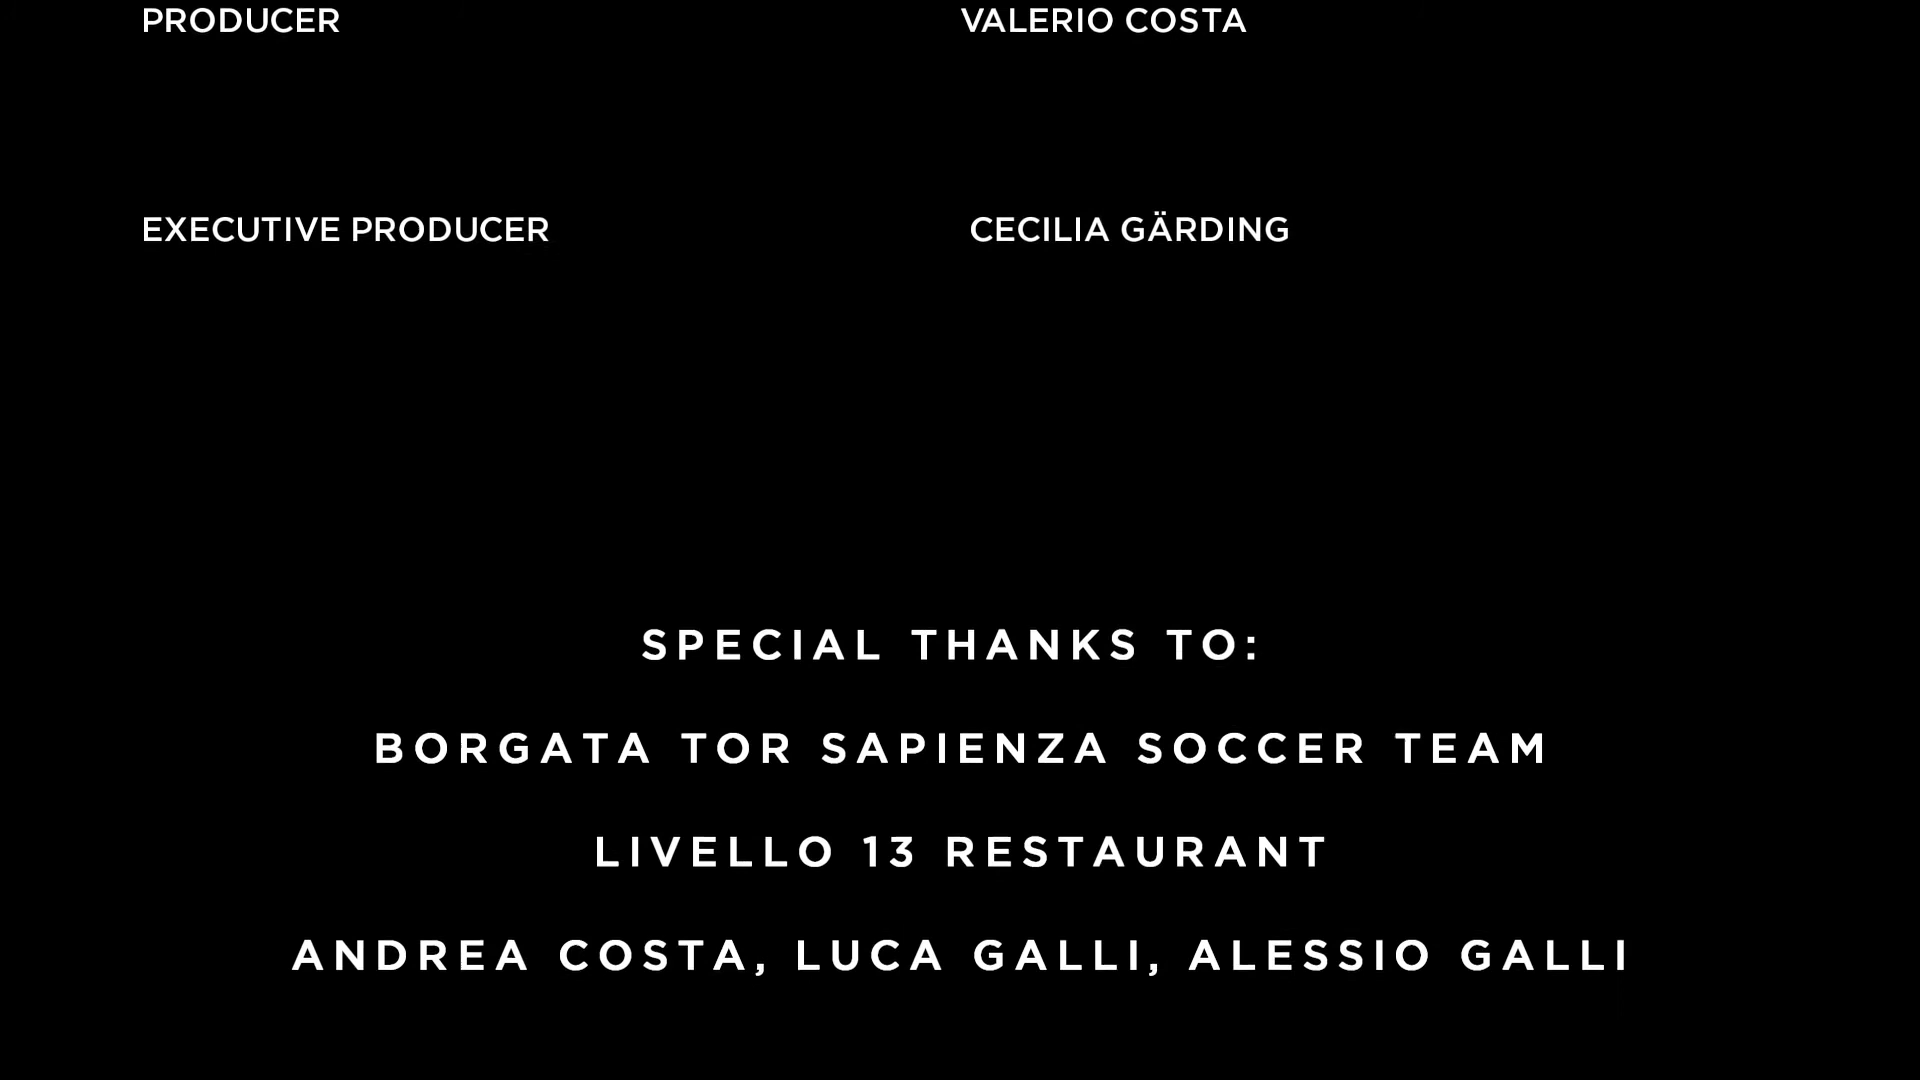 PRODUCER VALERIO COSTA
EXECUTIVE PRODUCER CECILIA GÄRDING
SPECIAL THANKS TO:
BORGATA TOR SAPIENZA SOCCER TEAM
LIVELLO 13 RESTAURANT
ANDREA COSTA, LUCA GALLI, ALESSIO GALLI